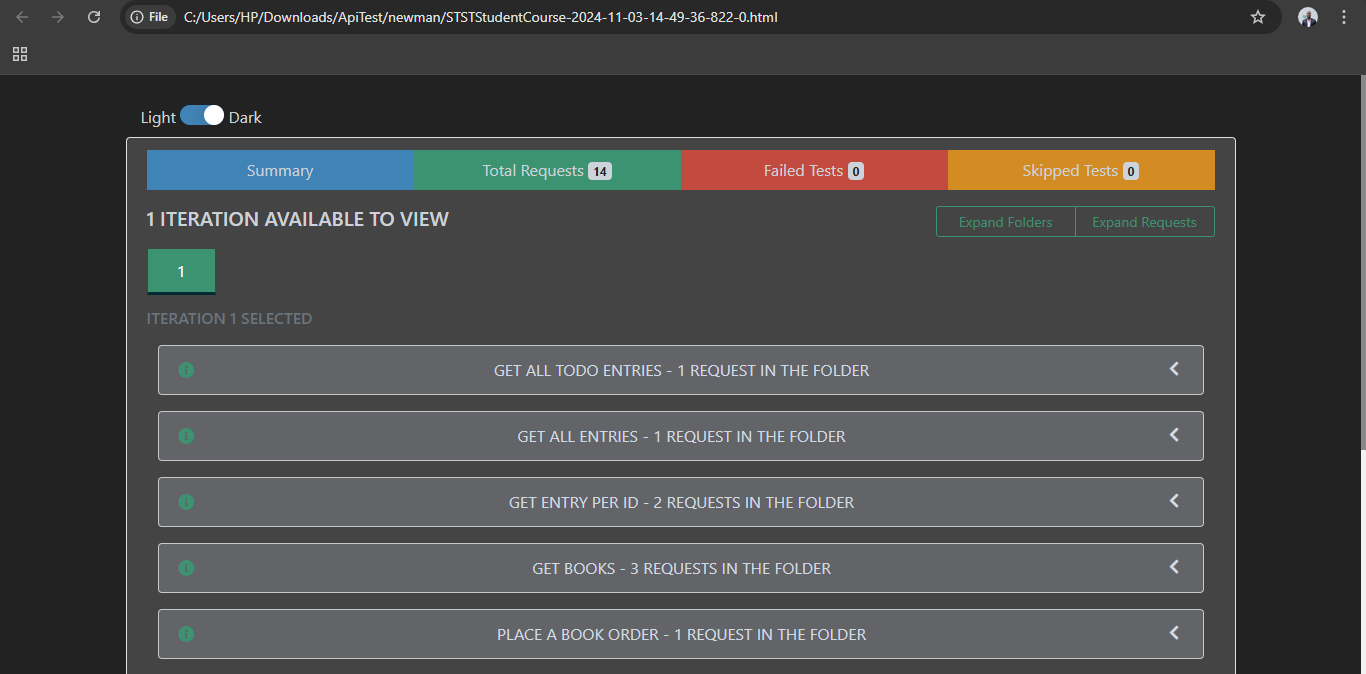 File C:/Users/HP/Downloads/ApiTest/newman/STSTStudentCourse-2024-11-03-14-49-36-822-0.html
Light Dark
Summary Total Requests 14 Failed Tests 0 Skipped Tests 0
1 ITERATION AVAILABLE TO VIEW Expand Folders Expand Requests
1
ITERATION 1 SELECTED
GET ALL TODO ENTRIES - 1 REQUEST IN THE FOLDER
GET ALL ENTRIES - 1 REQUEST IN THE FOLDER
GET ENTRY PER ID - 2 REQUESTS IN THE FOLDER
GET BOOKS - 3 REQUESTS IN THE FOLDER
PLACE A BOOK ORDER - 1 REQUEST IN THE FOLDER